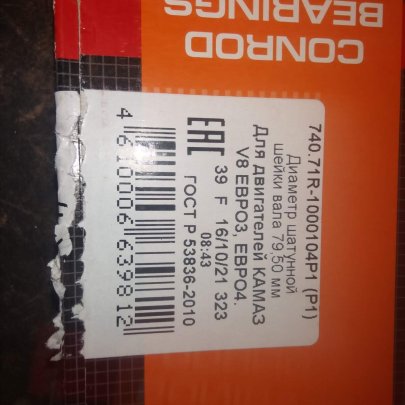 CONROD
BEARINGS
740.71R-1000104P1 (P1)
Диаметр шатунной
шейки вала 79,50 мм
Для двигателей КАМАЗ
V8 ЕВРО3, ЕВРО4.
39 F 16/10/21 323
08:43
EAC ГОСТ Р 53836-2010
4 610006 639812